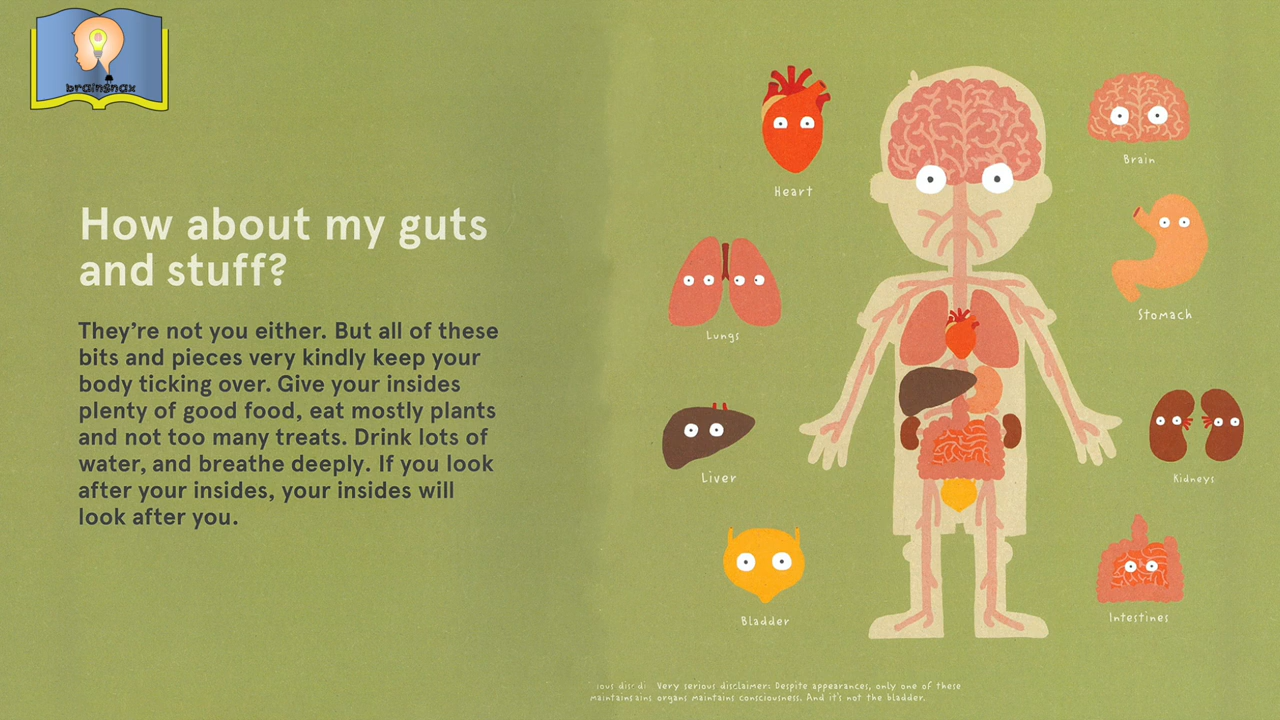 brainsnax
How about my guts
and stuff?
They're not you either. But all of these
bits and pieces very kindly keep your
body ticking over. Give your insides
plenty of good food, eat mostly plants
and not too many treats. Drink lots of
water, and breathe deeply. If you look
after your insides, your insides will
look after you.
Heart
Brain
Lungs
Stomach
Liver
Kidneys
Bladder
Intestines
Very serious disclaimer: Despite appearances, only one of these
organs maintains consciousness. And it's not the bladder.